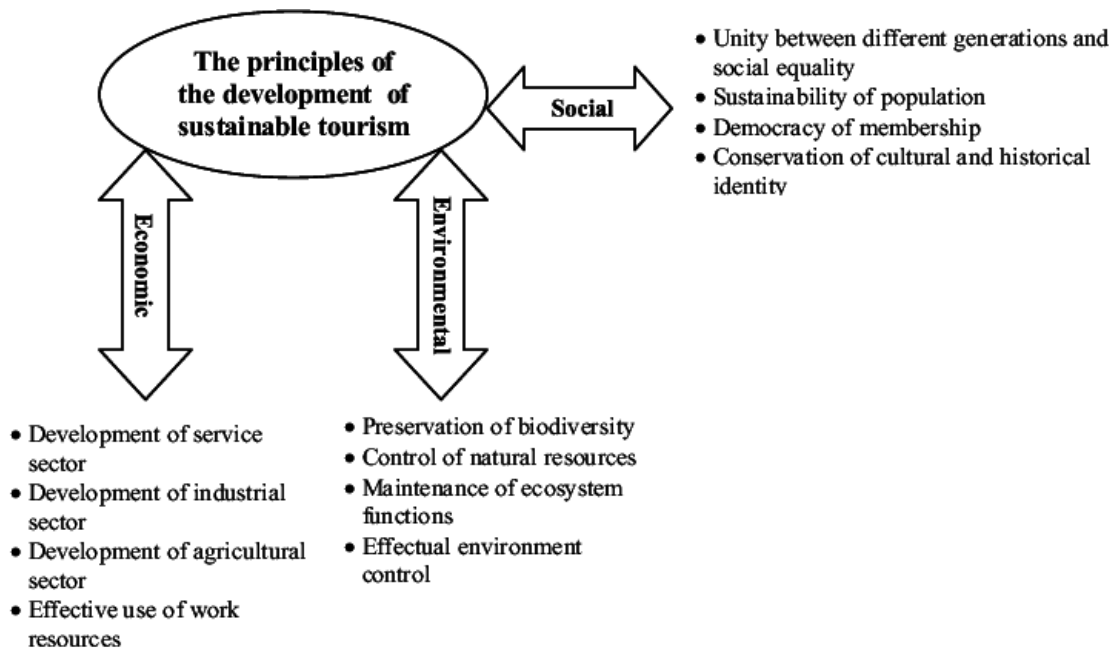 The principles of
the development of
sustainable tourism
Social
• Unity between different generations and
social equality
• Sustainability of population
• Democracy of membership
• Conservation of cultural and historical
identity
Economic
Environmental
• Development of service
sector
• Development of industrial
sector
• Development of agricultural
sector
• Effective use of work
resources
• Preservation of biodiversity
• Control of natural resources
• Maintenance of ecosystem
functions
• Effectual environment
control